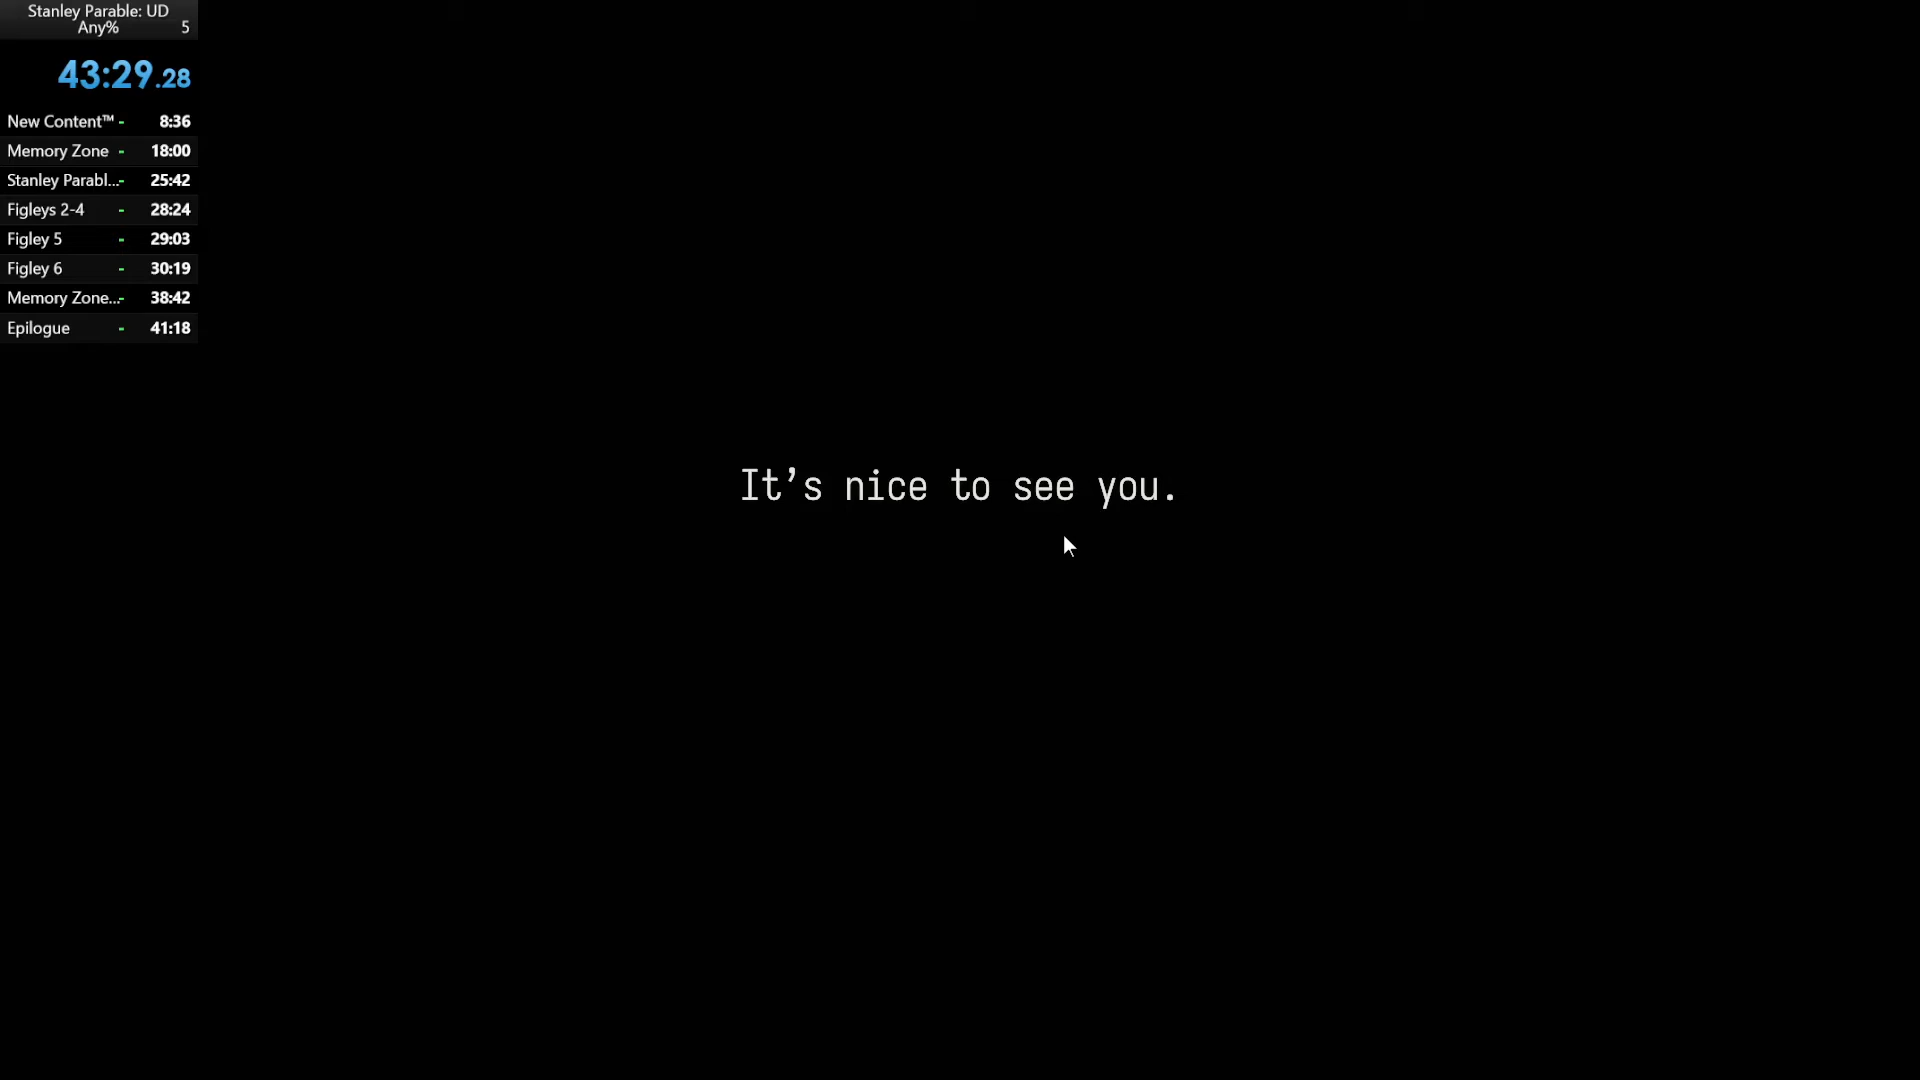 Stanley Parable: UD
Any% 5
43:29.28
New Content™ - 8:36
Memory Zone - 18:00
Stanley Parabl...- 25:42
Figleys 2-4 - 28:24
Figley 5 - 29:03
Figley 6 - 30:19
Memory Zone...- 38:42
Epilogue - 41:18
It’s nice to see you.